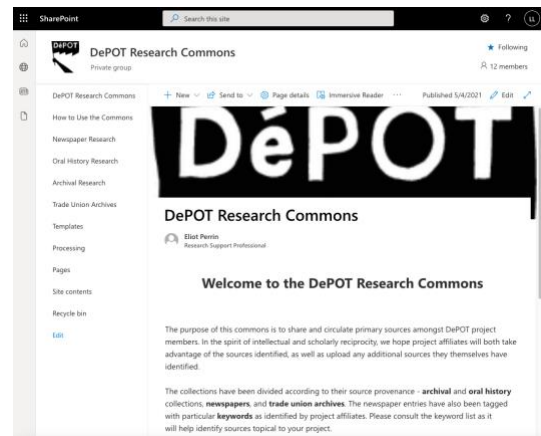 SharePoint
Search this site
?
LL
DéPOT
DePOT Research Commons
Private group
Following
12 members
DePOT Research Commons
How to Use the Commons
Newspaper Research
Oral History Research
Archival Research
Trade Union Archives
Templates
Processing
Pages
Site contents
Recycle bin
Edit
+ New
Send to
Page details
Immersive Reader
...
Published 5/4/2021
Edit
DéPOT
DePOT Research Commons
Eliot Perrin
Research Support Professional
Welcome to the DePOT Research Commons
The purpose of this commons is to share and circulate primary sources amongst DePOT project
members. In the spirit of intellectual and scholarly reciprocity, we hope project affiliates will both take
advantage of the sources identified, as well as upload any additional sources they themselves have
identified.
The collections have been divided according to their source provenance - archival and oral history
collections, newspapers, and trade union archives. The newspaper entries have also been tagged
with particular keywords as identified by project affiliates. Please consult the keyword list as it
will help identify sources topical to your project.